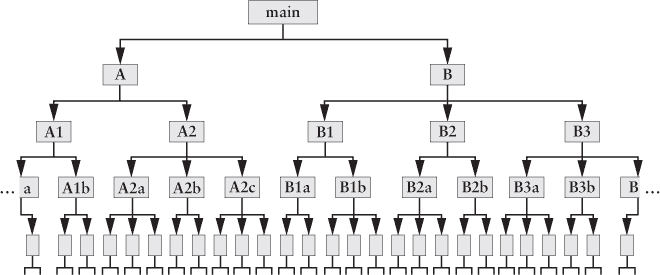 main
A B
A1 A2 B1 B2 B3
... a A1b A2a A2b A2c B1a B1b B2a B2b B3a B3b B ...